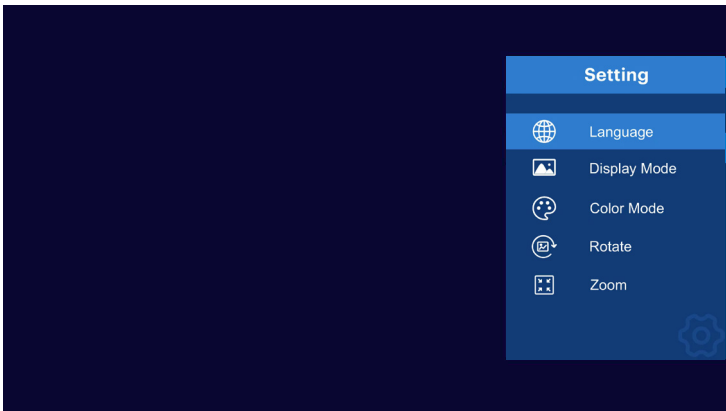 Setting
Language
Display Mode
Color Mode
Rotate
Zoom